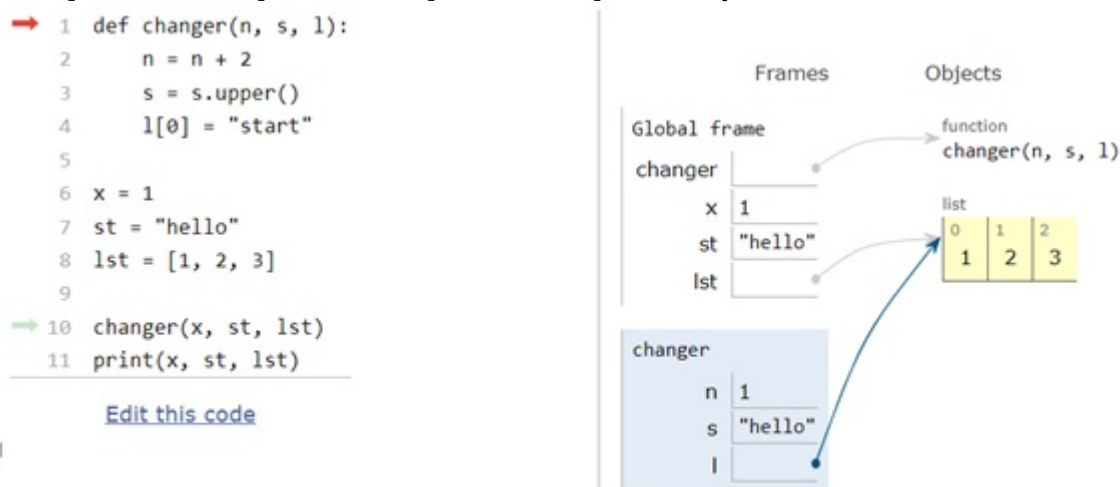 1 def changer(n, s, l):
2 n = n + 2
3 s = s.upper()
4 l[0] = "start"
5
6 x = 1
7 st = "hello"
8 lst = [1, 2, 3]
9
10 changer(x, st, lst)
11 print(x, st, lst)
Edit this code
Frames Objects
Global frame
changer
x 1
st "hello"
lst
function
changer(n, s, l)
list
0 1 2
1 2 3
changer
n 1
s "hello"
l